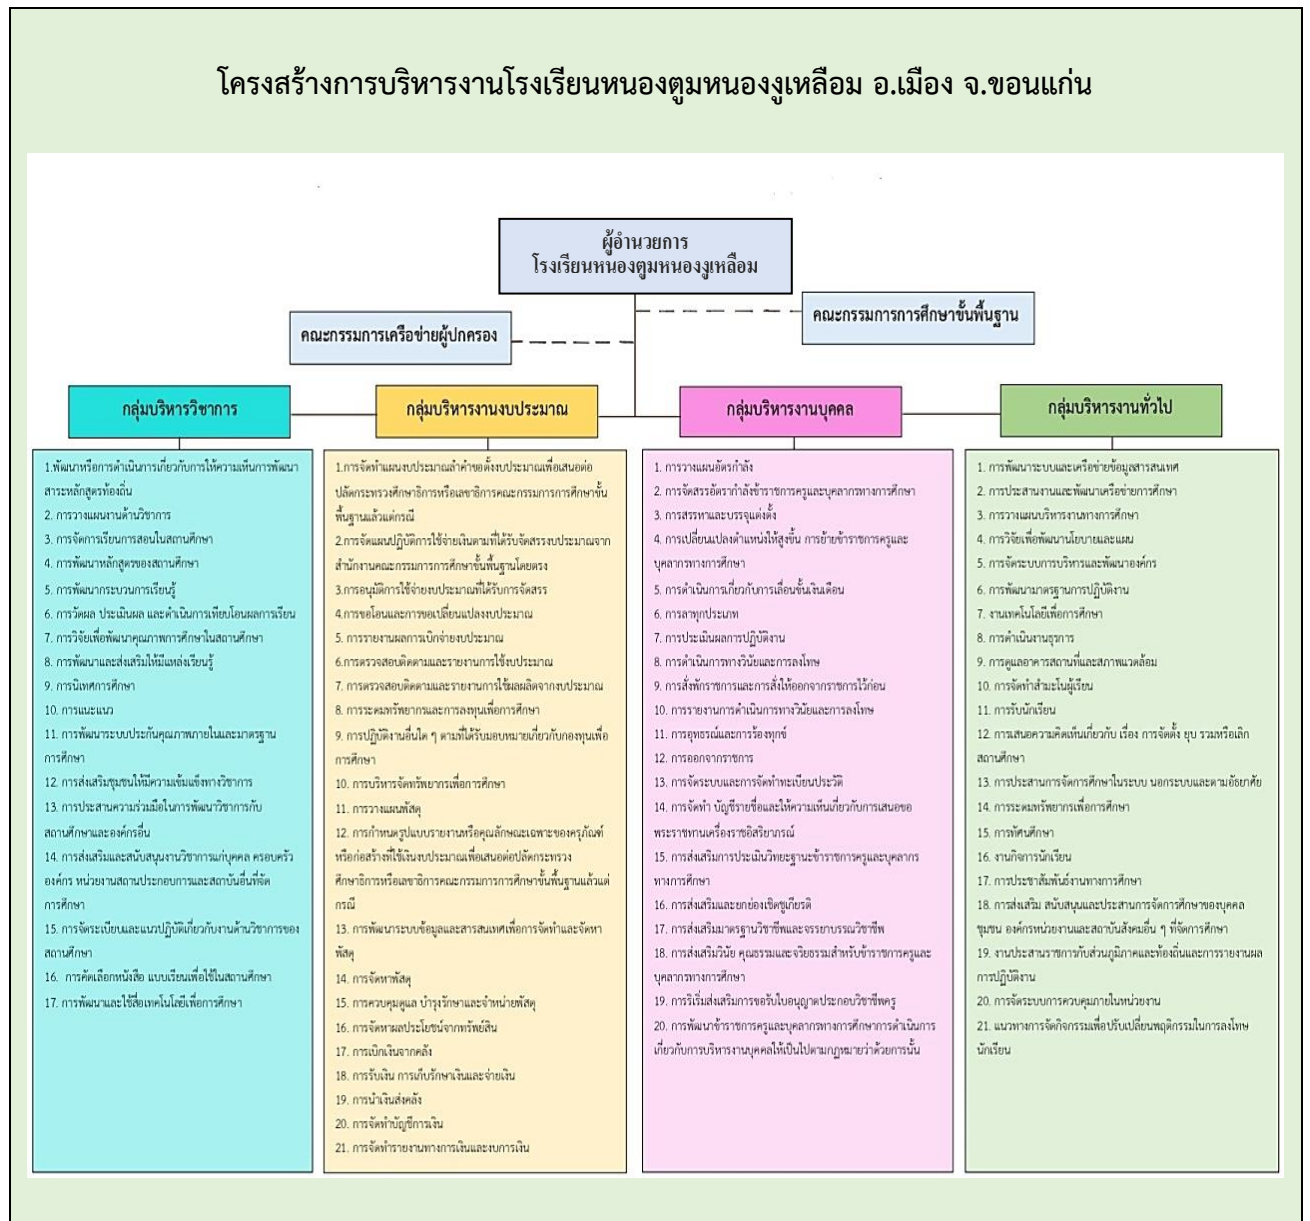 โครงสร้างการบริหารงานโรงเรียนหนองตูมหนองงูเหลือม อ.เมือง จ.ขอนแก่น
ผู้อำนวยการ
โรงเรียนหนองตูมหนองงูเหลือม
คณะกรรมการการศึกษาขั้นพื้นฐาน
คณะกรรมการเครือข่ายผู้ปกครอง
กลุ่มบริหารวิชาการ
1.พัฒนาหรือการดำเนินการเกี่ยวกับการให้ความเห็นการพัฒนา
สาระหลักสูตรท้องถิ่น
2. การวางแผนงานด้านวิชาการ
3. การจัดการเรียนการสอนในสถานศึกษา
4. การพัฒนาหลักสูตรของสถานศึกษา
5. การพัฒนากระบวนการเรียนรู้
6. การวัดผล ประเมินผล และดำเนินการเทียบโอนผลการเรียน
7. การวิจัยเพื่อพัฒนาคุณภาพการศึกษาในสถานศึกษา
8. การพัฒนาและส่งเสริมให้มีแหล่งเรียนรู้
9. การนิเทศการศึกษา
10. การแนะแนว
11. การพัฒนาระบบประกันคุณภาพภายในและมาตรฐาน
การศึกษา
12. การส่งเสริมชุมชนให้มีความเข้มแข็งทางวิชาการ
13. การประสานความร่วมมือในการพัฒนาวิชาการกับ
สถานศึกษาและองค์กรอื่น
14. การส่งเสริมและสนับสนุนงานวิชาการแก่บุคคล ครอบครัว
องค์กร หน่วยงานสถานประกอบการและสถาบันอื่นที่จัด
การศึกษา
15. การจัดระเบียบและแนวปฏิบัติเกี่ยวกับงานด้านวิชาการของ
สถานศึกษา
16. การคัดเลือกหนังสือ แบบเรียนเพื่อใช้ในสถานศึกษา
17. การพัฒนาและใช้สื่อเทคโนโลยีเพื่อการศึกษา
กลุ่มบริหารงานงบประมาณ
1.การจัดทำแผนงบประมาณลำคำขอตั้งงบประมาณเพื่อเสนอต่อ
ปลัดกระทรวงศึกษาธิการหรือเลขาธิการคณะกรรมการการศึกษาขั้น
พื้นฐานแล้วแต่กรณี
2.การจัดแผนปฏิบัติการใช้จ่ายเงินตามที่ได้รับจัดสรรงบประมาณจาก
สำนักงานคณะกรรมการการศึกษาขั้นพื้นฐานโดยตรง
3.การอนุมัติการใช้จ่ายงบประมาณที่ได้รับการจัดสรร
4.การขอโอนและการขอเปลี่ยนแปลงงบประมาณ
5. การรายงานผลการเบิกจ่ายงบประมาณ
6.การตรวจสอบติดตามและรายงานการใช้งบประมาณ
7. การตรวจสอบติดตามและรายงานการใช้ผลผลิตจากงบประมาณ
8. การระดมทรัพยากรและการลงทุนเพื่อการศึกษา
9. การปฏิบัติงานอื่นใด ๆ ตามที่ได้รับมอบหมายเกี่ยวกับกองทุนเพื่อ
การศึกษา
10. การบริหารจัดทรัพยากรเพื่อการศึกษา
11. การวางแผนพัสดุ
12. การกำหนดรูปแบบรายงานหรือคุณลักษณะเฉพาะของครุภัณฑ์
หรือก่อสร้างที่ใช้เงินงบประมาณเพื่อเสนอต่อปลัดกระทรวง
ศึกษาธิการหรือเลขาธิการคณะกรรมการการศึกษาขั้นพื้นฐานแล้วแต่
กรณี
13. การพัฒนาระบบข้อมูลและสารสนเทศเพื่อการจัดทำและจัดหา
พัสดุ
14. การจัดหาพัสดุ
15. การควบคุมดูแล บำรุงรักษาและจำหน่ายพัสดุ
16. การจัดหาผลประโยชน์จากทรัพย์สิน
17. การเบิกเงินจากคลัง
18. การรับเงิน การเก็บรักษาเงินและจ่ายเงิน
19. การนำเงินส่งคลัง
20. การจัดทำบัญชีการเงิน
21. การจัดทำรายงานทางการเงินและงบการเงิน
กลุ่มบริหารงานบุคคล
1. การวางแผนอัตรกำลัง
2. การจัดสรรอัตรากำลังข้าราชการครูและบุคลากรทางการศึกษา
3. การสรรหาและบรรจุแต่งตั้ง
4. การเปลี่ยนแปลงตำแหน่งให้สูงขึ้น การย้ายข้าราชการครูและ
บุคลากรทางการศึกษา
5. การดำเนินการเกี่ยวกับการเลื่อนขั้นเงินเดือน
6. การลาทุกประเภท
7. การประเมินผลการปฏิบัติงาน
8. การดำเนินการทางวินัยและการลงโทษ
9. การสั่งพักราชการและการสั่งให้ออกจากราชการไว้ก่อน
10. การรายงานการดำเนินการทางวินัยและการลงโทษ
11. การอุทธรณ์และการร้องทุกข์
12. การออกจากราชการ
13. การจัดระบบและการจัดทำทะเบียนประวัติ
14. การจัดทำ บัญชีรายชื่อและให้ความเห็นเกี่ยวกับการเสนอขอ
พระราชทานเครื่องราชอิสริยาภรณ์
15. การส่งเสริมการประเมินวิทยะฐานะข้าราชการครูและบุคลากร
ทางการศึกษา
16. การส่งเสริมและยกย่องเชิดชูเกียรติ
17. การส่งเสริมมาตรฐานวิชาชีพและจรรยาบรรณวิชาชีพ
18. การส่งเสริมวินัย คุณธรรมและจริยธรรมสำหรับข้าราชการครูและ
บุคลากรทางการศึกษา
19. การริเริ่มส่งเสริมการขอรับใบอนุญาตประกอบวิชาชีพครู
20. การพัฒนาข้าราชการครูและบุคลากรทางการศึกษาการดำเนินการ
เกี่ยวกับการบริหารงานบุคคลให้เป็นไปตามกฎหมายว่าด้วยการนั้น
กลุ่มบริหารงานทั่วไป
1. การพัฒนาระบบและเครือข่ายข้อมูลสารสนเทศ
2. การประสานงานและพัฒนาเครือข่ายการศึกษา
3. การวางแผนบริหารงานทางการศึกษา
4. การวิจัยเพื่อพัฒนานโยบายและแผน
5. การจัดระบบการบริหารและพัฒนาองค์กร
6. การพัฒนามาตรฐานการปฏิบัติงาน
7. งานเทคโนโลยีเพื่อการศึกษา
8. การดำเนินงานธุรการ
9. การดูแลอาคารสถานที่และสภาพแวดล้อม
10. การจัดทำสำมะโนผู้เรียน
11. การรับนักเรียน
12. การเสนอความคิดเห็นเกี่ยวกับ เรื่อง การจัดตั้ง ยุบ รวมหรือเลิก
สถานศึกษา
13. การประสานการจัดการศึกษาในระบบ นอกระบบและตามอัธยาศัย
14. การระดมทรัพยากรเพื่อการศึกษา
15. การทัศนศึกษา
16. งานกิจการนักเรียน
17. การประชาสัมพันธ์งานทางการศึกษา
18. การส่งเสริม สนับสนุนและประสานการจัดการศึกษาของบุคคล
ชุมชน องค์กรหน่วยงานและสถาบันสังคมอื่น ๆ ที่จัดการศึกษา
19. งานประสานราชการกับส่วนภูมิภาคและท้องถิ่นและการรายงานผล
การปฏิบัติงาน
20. การจัดระบบการควบคุมภายในหน่วยงาน
21. แนวทางการจัดกิจกรรมเพื่อปรับเปลี่ยนพฤติกรรมในการลงโทษ
นักเรียน